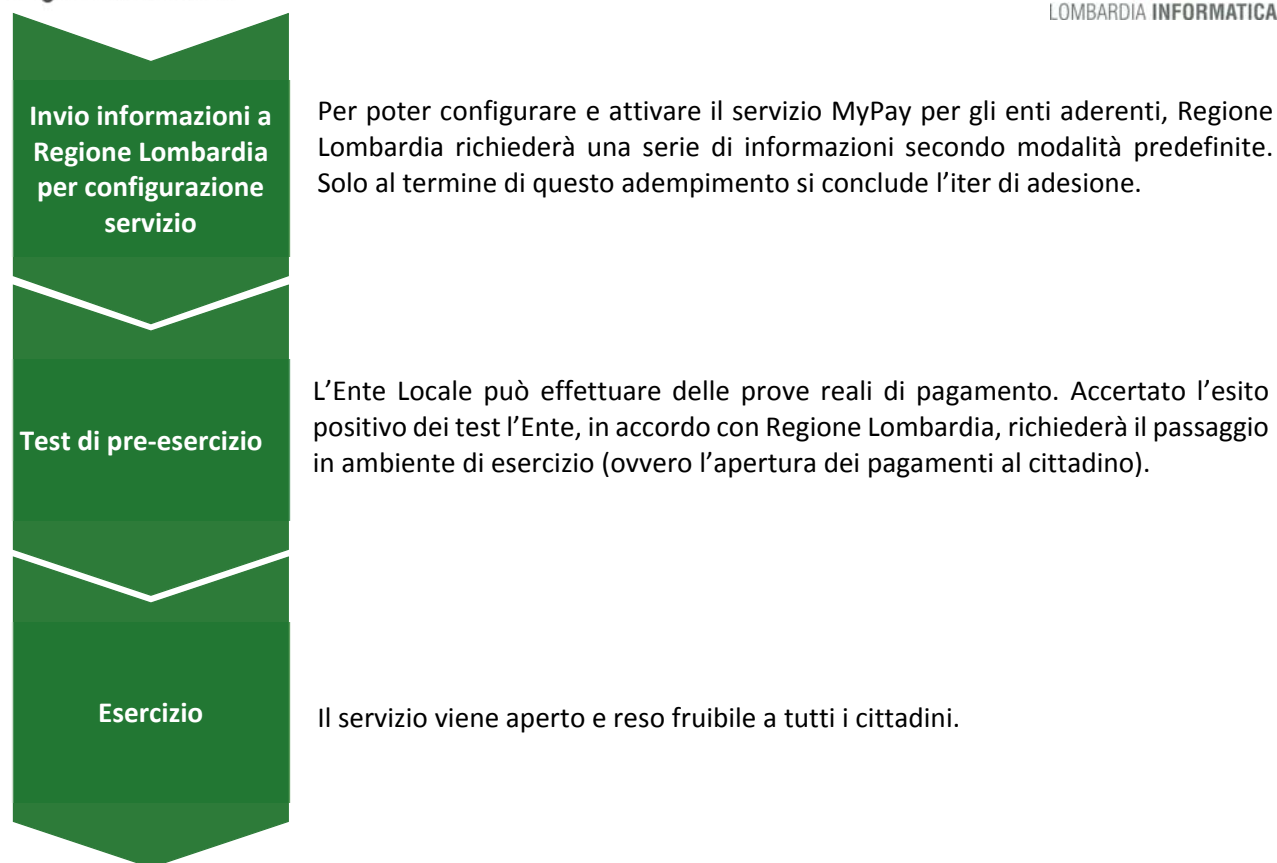 LOMBARDIA INFORMATICA
Invio informazioni a
Regione Lombardia
per configurazione
servizio
Per poter configurare e attivare il servizio MyPay per gli enti aderenti, Regione
Lombardia richiederà una serie di informazioni secondo modalità predefinite.
Solo al termine di questo adempimento si conclude l’iter di adesione.
Test di pre-esercizio
L’Ente Locale può effettuare delle prove reali di pagamento. Accertato l’esito
positivo dei test l’Ente, in accordo con Regione Lombardia, richiederà il passaggio
in ambiente di esercizio (ovvero l’apertura dei pagamenti al cittadino).
Esercizio
Il servizio viene aperto e reso fruibile a tutti i cittadini.